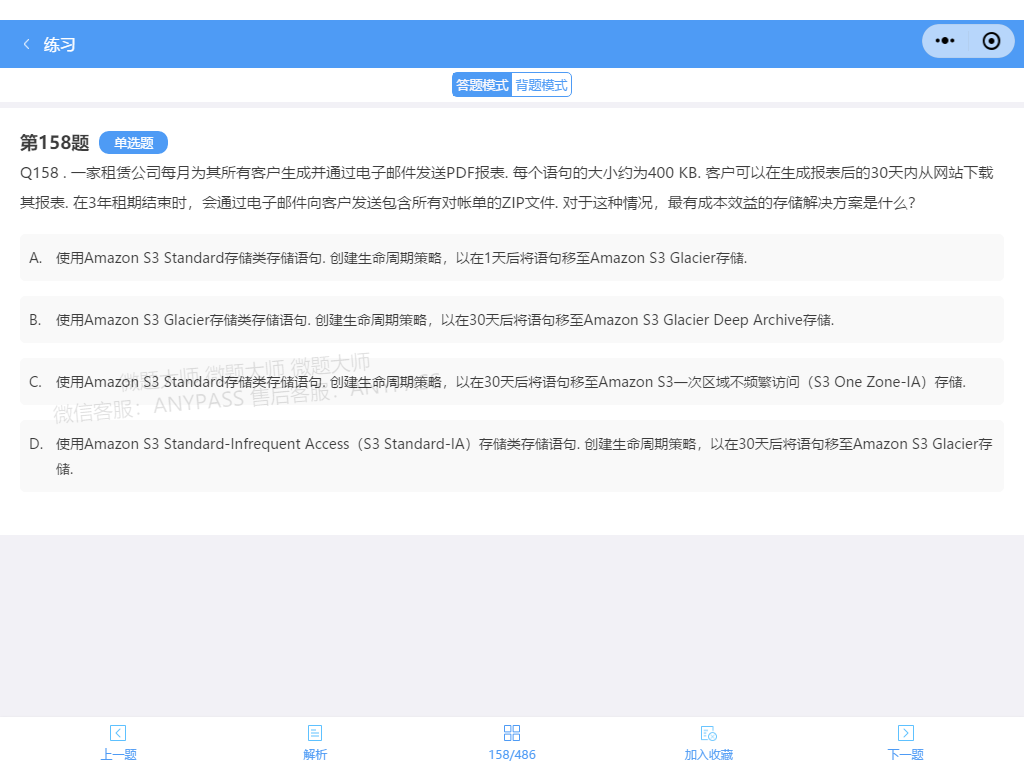 练习
答题模式 背题模式
第158题 单选题
Q158 . 一家租赁公司每月为其所有客户生成并通过电子邮件发送PDF报表. 每个语句的大小约为400 KB. 客户可以在生成报表后的30天内从网站下载
其报表. 在3年租期结束时，会通过电子邮件向客户发送包含所有对帐单的ZIP文件. 对于这种情况，最有成本效益的存储解决方案是什么？
A. 使用Amazon S3 Standard存储类存储语句. 创建生命周期策略，以在1天后将语句移至Amazon S3 Glacier存储.
B. 使用Amazon S3 Glacier存储类存储语句. 创建生命周期策略，以在30天后将语句移至Amazon S3 Glacier Deep Archive存储.
微题大师 微题大师 微题大师
C. 使用Amazon S3 Standard存储类存储语句. 创建生命周期策略，以在30天后将语句移至Amazon S3一次区域不频繁访问（S3 One Zone-IA）存储.
微信客服：ANYPASS 售后客服：ANYPASS
D. 使用Amazon S3 Standard-Infrequent Access（S3 Standard-IA）存储类存储语句. 创建生命周期策略，以在30天后将语句移至Amazon S3 Glacier存
储.
上一题 解析 158/486 加入收藏 下一题